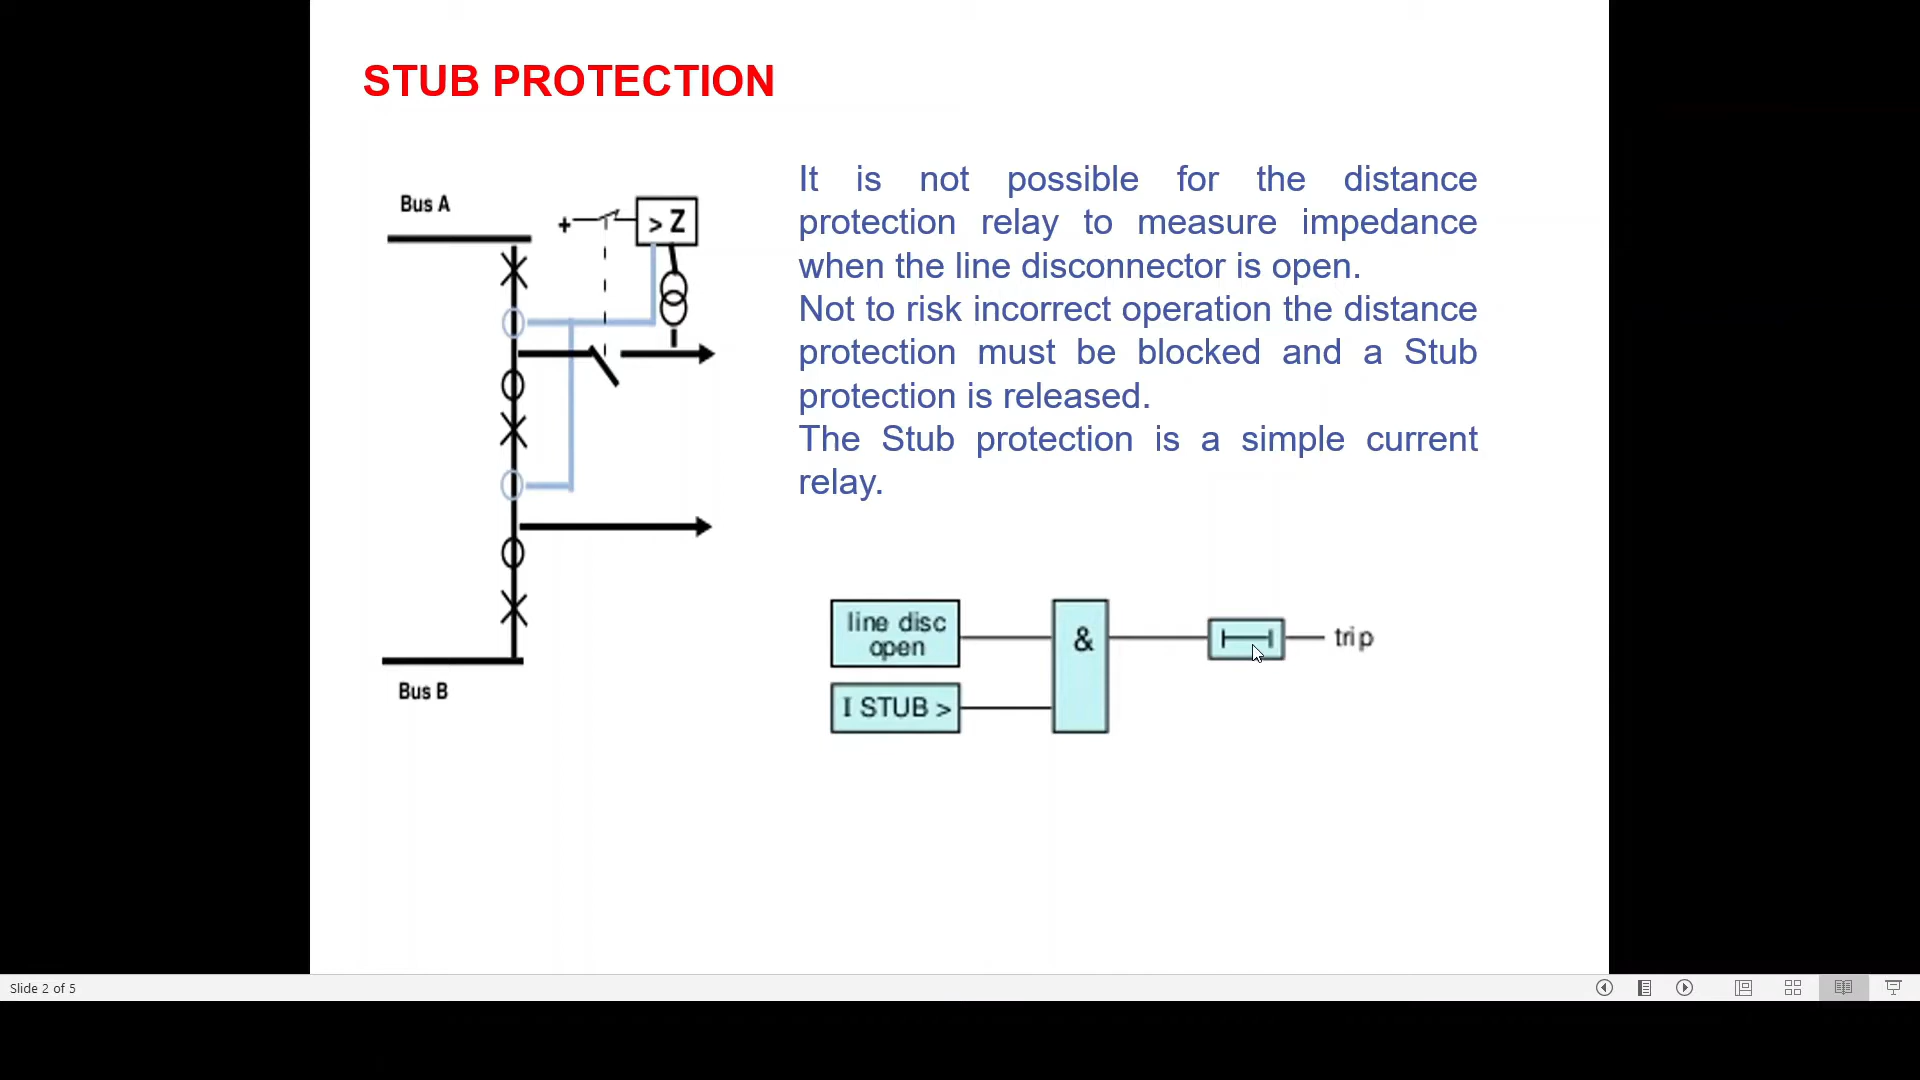 STUB PROTECTION
Bus A
+
> Z
It is not possible for the distance
protection relay to measure impedance
when the line disconnector is open.
Not to risk incorrect operation the distance
protection must be blocked and a Stub
protection is released.
The Stub protection is a simple current
relay.
line disc
open
&
trip
I STUB >
Bus B
Slide 2 of 5